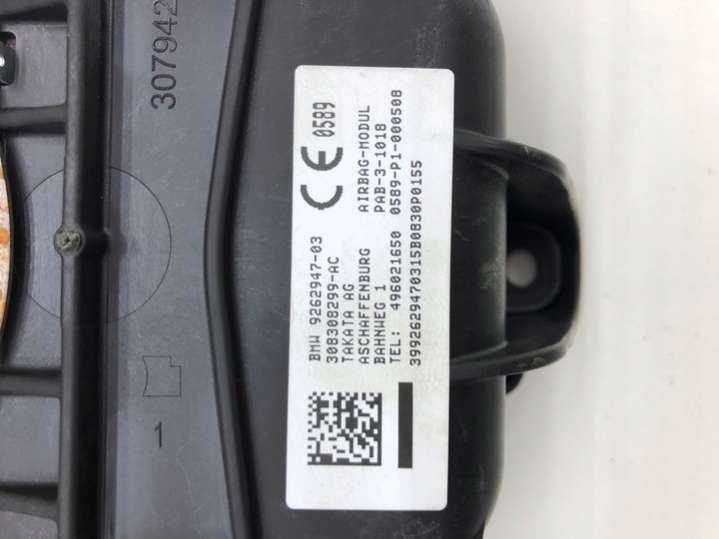 307942
CE 0589
BMW 9262947-03
308308299-AC
TAKATA AG AIRBAG-MODUL
ASCHAFFENBURG PAB-3-1018
BAHNWEG 1 0589-P1-000508
TEL: 496021650
3992629470315B0830P0155
1